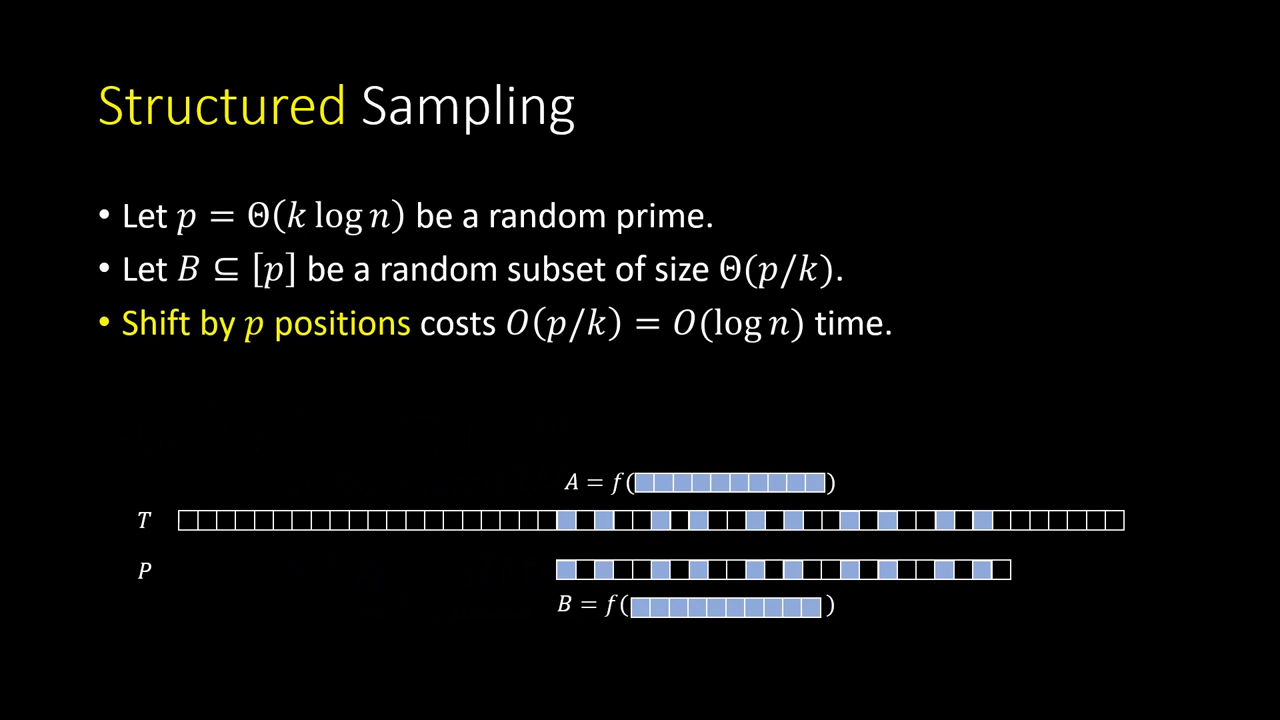 Structured Sampling
• Let p = Θ(k log n) be a random prime.
• Let B ⊆ [p] be a random subset of size Θ(p/k).
• Shift by p positions costs O(p/k) = O(log n) time.
A = f( )
T
P
B = f( )